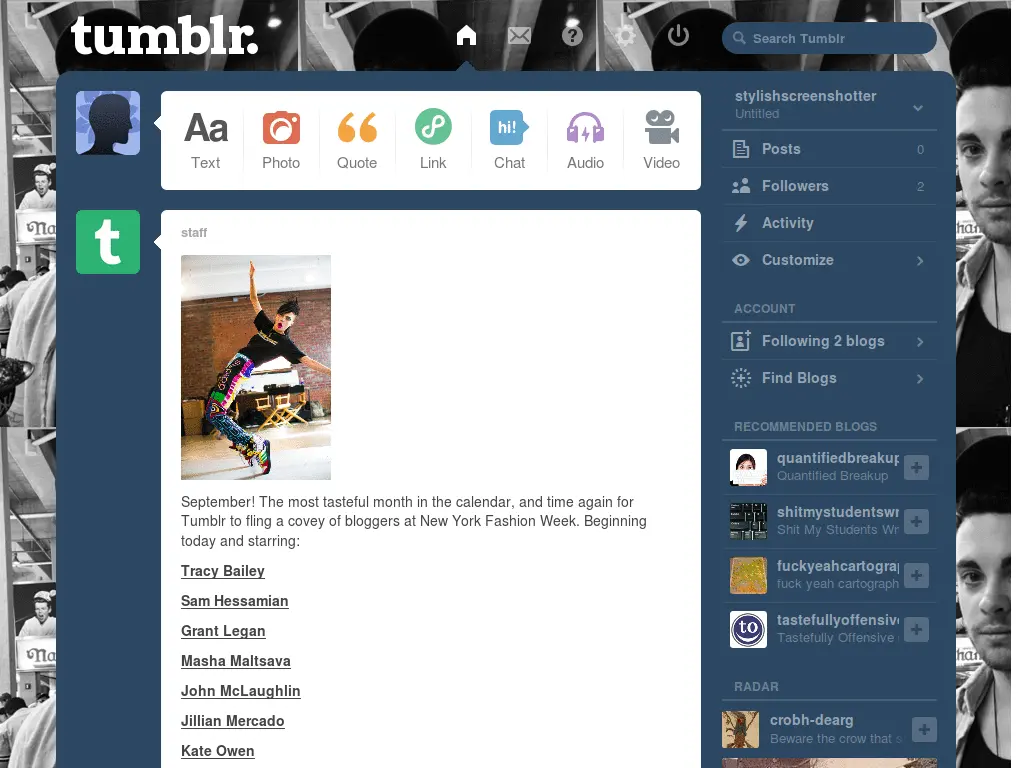 tumblr.
Search Tumblr
Aa
Text
Photo
Quote
Link
hi!
Chat
Audio
Video
stylishscreenshotter
Untitled
Posts 0
Followers 2
Activity
Customize
ACCOUNT
Following 2 blogs
Find Blogs
RECOMMENDED BLOGS
quantifiedbreakup
Quantified Breakup
shitmystudentswr
Shit My Students Wr
fuckyeahcartograp
fuck yeah cartograph
to
tastefullyoffensive
Tastefully Offensive
RADAR
crobh-dearg
Beware the crow that s
t
staff
September! The most tasteful month in the calendar, and time again for
Tumblr to fling a covey of bloggers at New York Fashion Week. Beginning
today and starring:
Tracy Bailey
Sam Hessamian
Grant Legan
Masha Maltsava
John McLaughlin
Jillian Mercado
Kate Owen